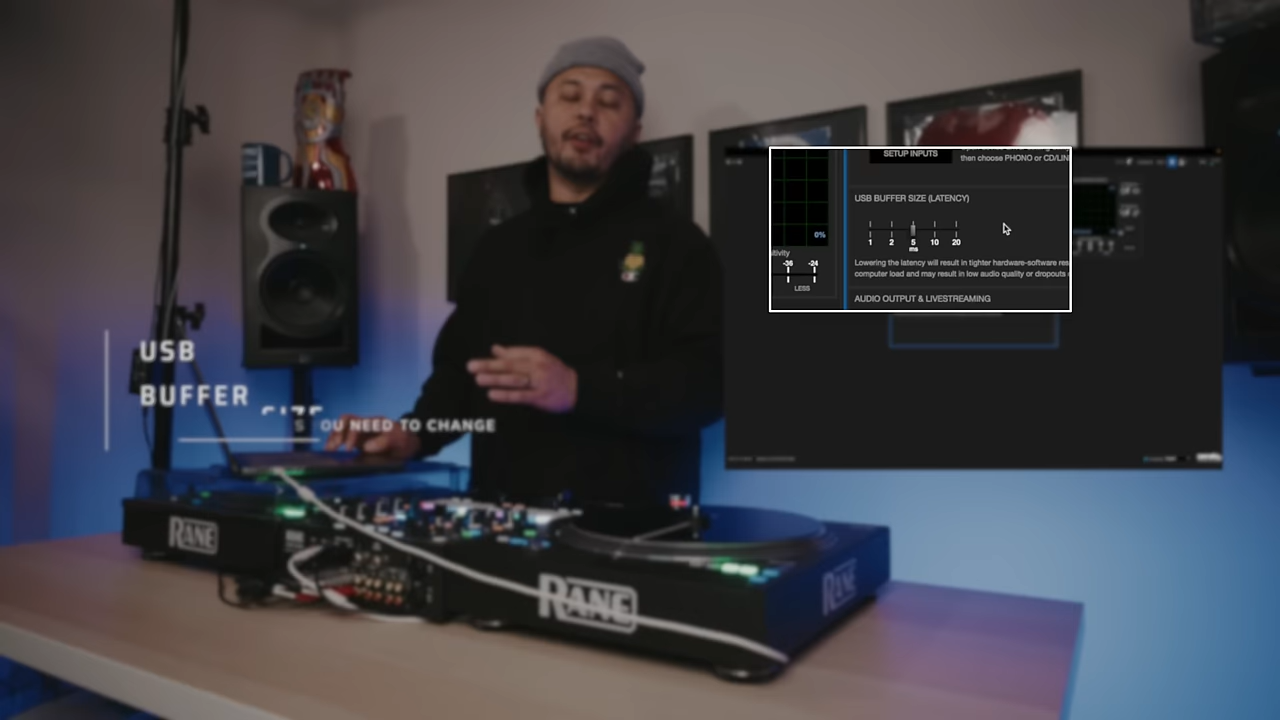 SETUP INPUTS
then choose PHONO or CD/LIN
USB BUFFER SIZE (LATENCY)
0%
1 2 5 10 20
ms
-36 -24
LESS
Lowering the latency will result in tighter hardware-software res
computer load and may result in low audio quality or dropouts
AUDIO OUTPUT & LIVESTREAMING
USB
BUFFER
SIZE
S OU NEED TO CHANGE
RANE
RANE
RANE
serato